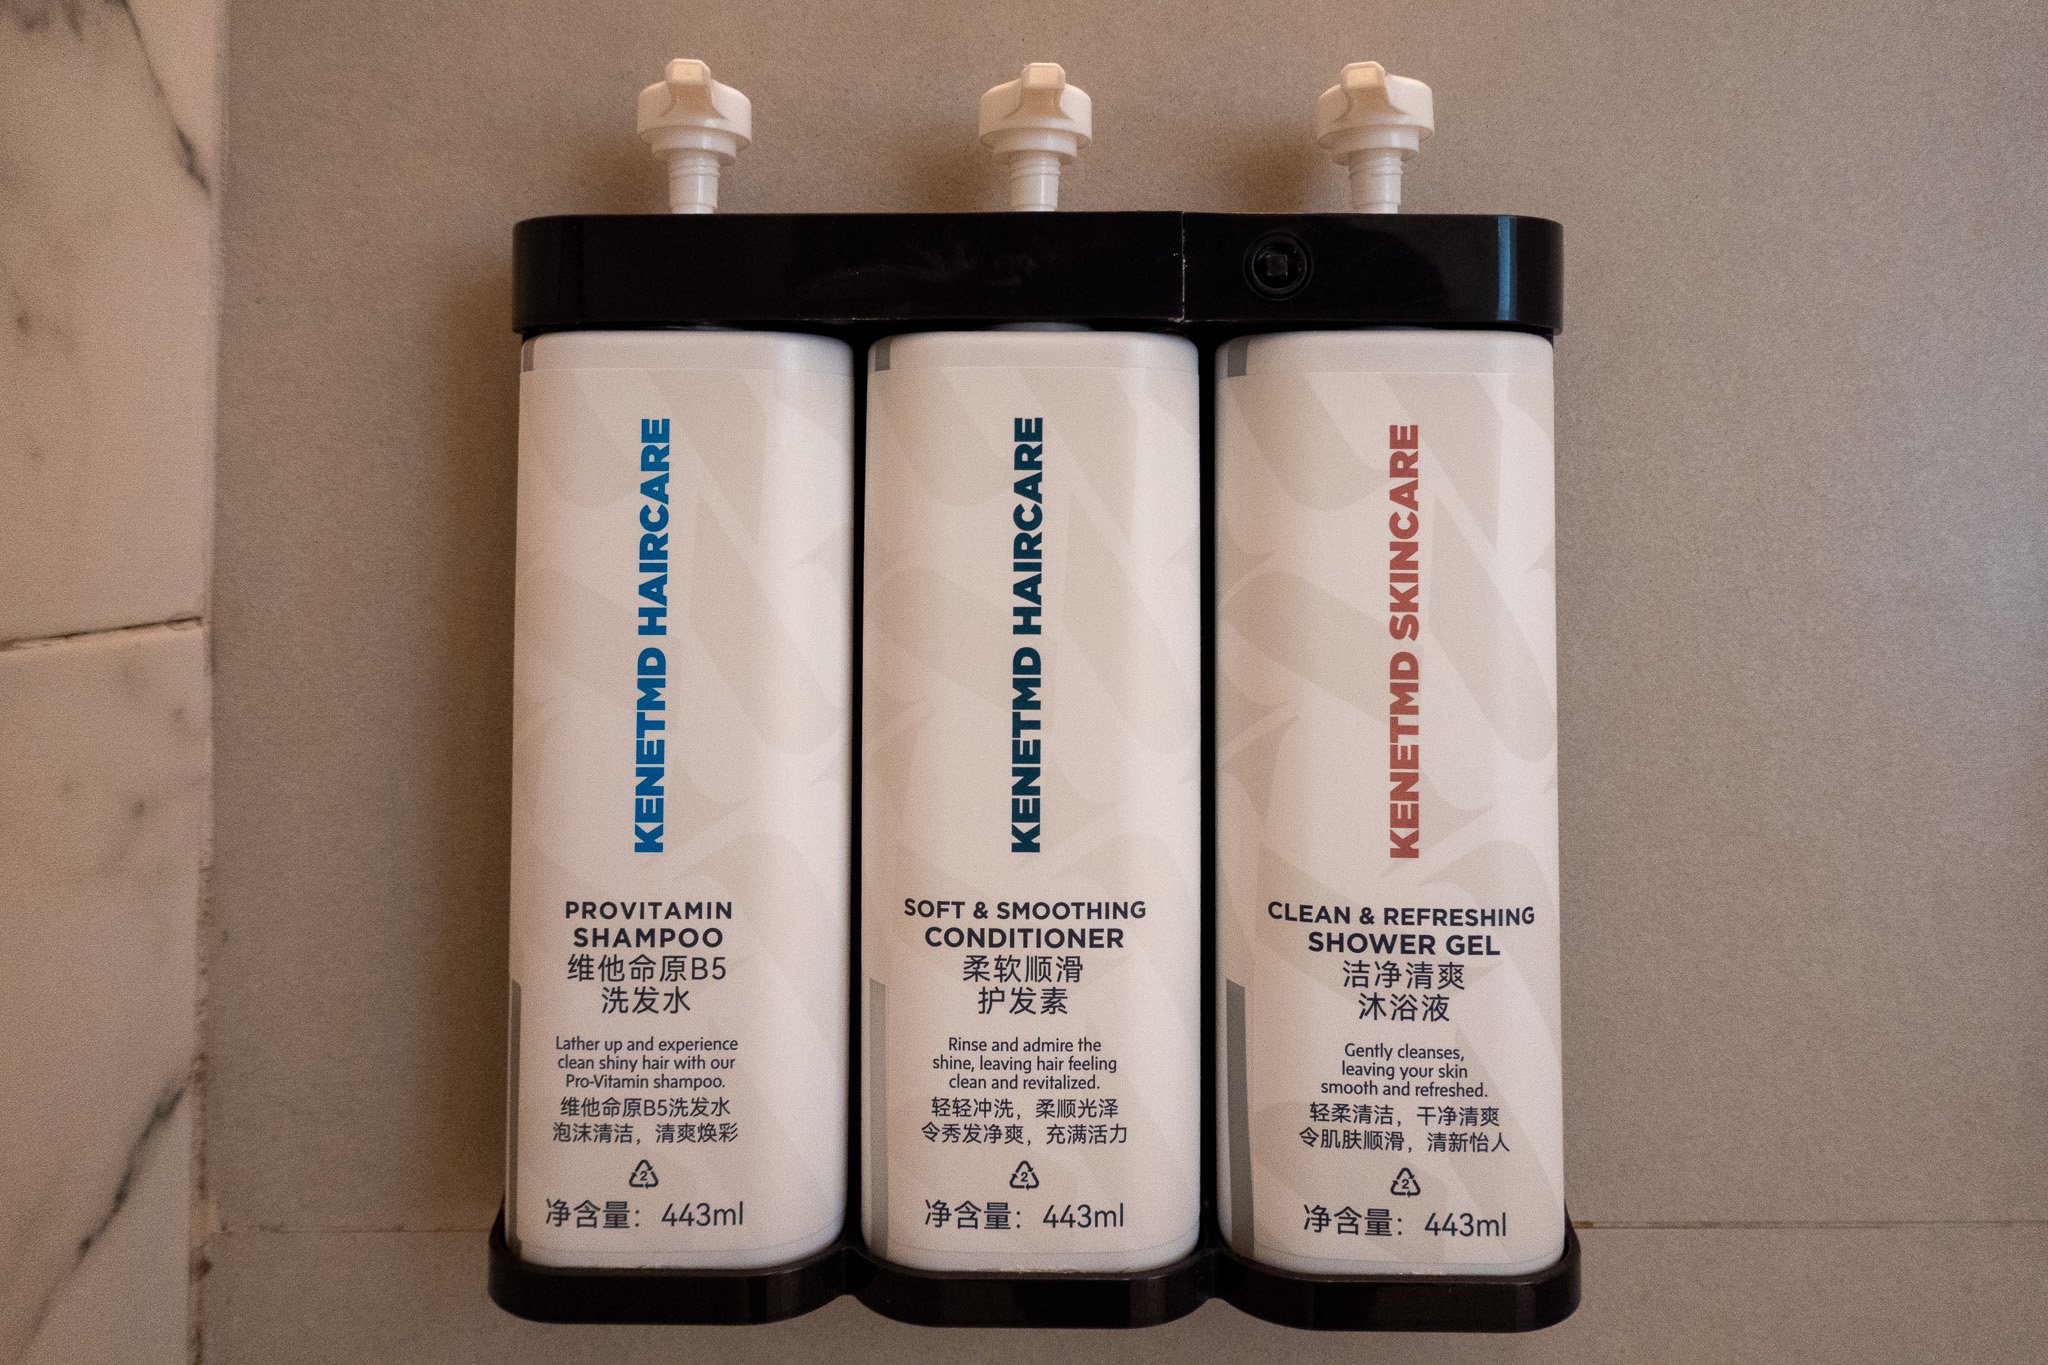 KENETMD HAIRCARE
PROVITAMIN
SHAMPOO
维他命原B5
洗发水
Lather up and experience
clean shiny hair with our
Pro-Vitamin shampoo.
维他命原B5洗发水
泡沫清洁，清爽焕彩
2
净含量：443ml
KENETMD HAIRCARE
SOFT & SMOOTHING
CONDITIONER
柔软顺滑
护发素
Rinse and admire the
shine, leaving hair feeling
clean and revitalized.
轻轻冲洗，柔顺光泽
令秀发净爽，充满活力
2
净含量：443ml
KENETMD SKINCARE
CLEAN & REFRESHING
SHOWER GEL
洁净清爽
沐浴液
Gently cleanses,
leaving your skin
smooth and refreshed.
轻柔清洁，干净清爽
令肌肤顺滑，清新怡人
2
净含量：443ml